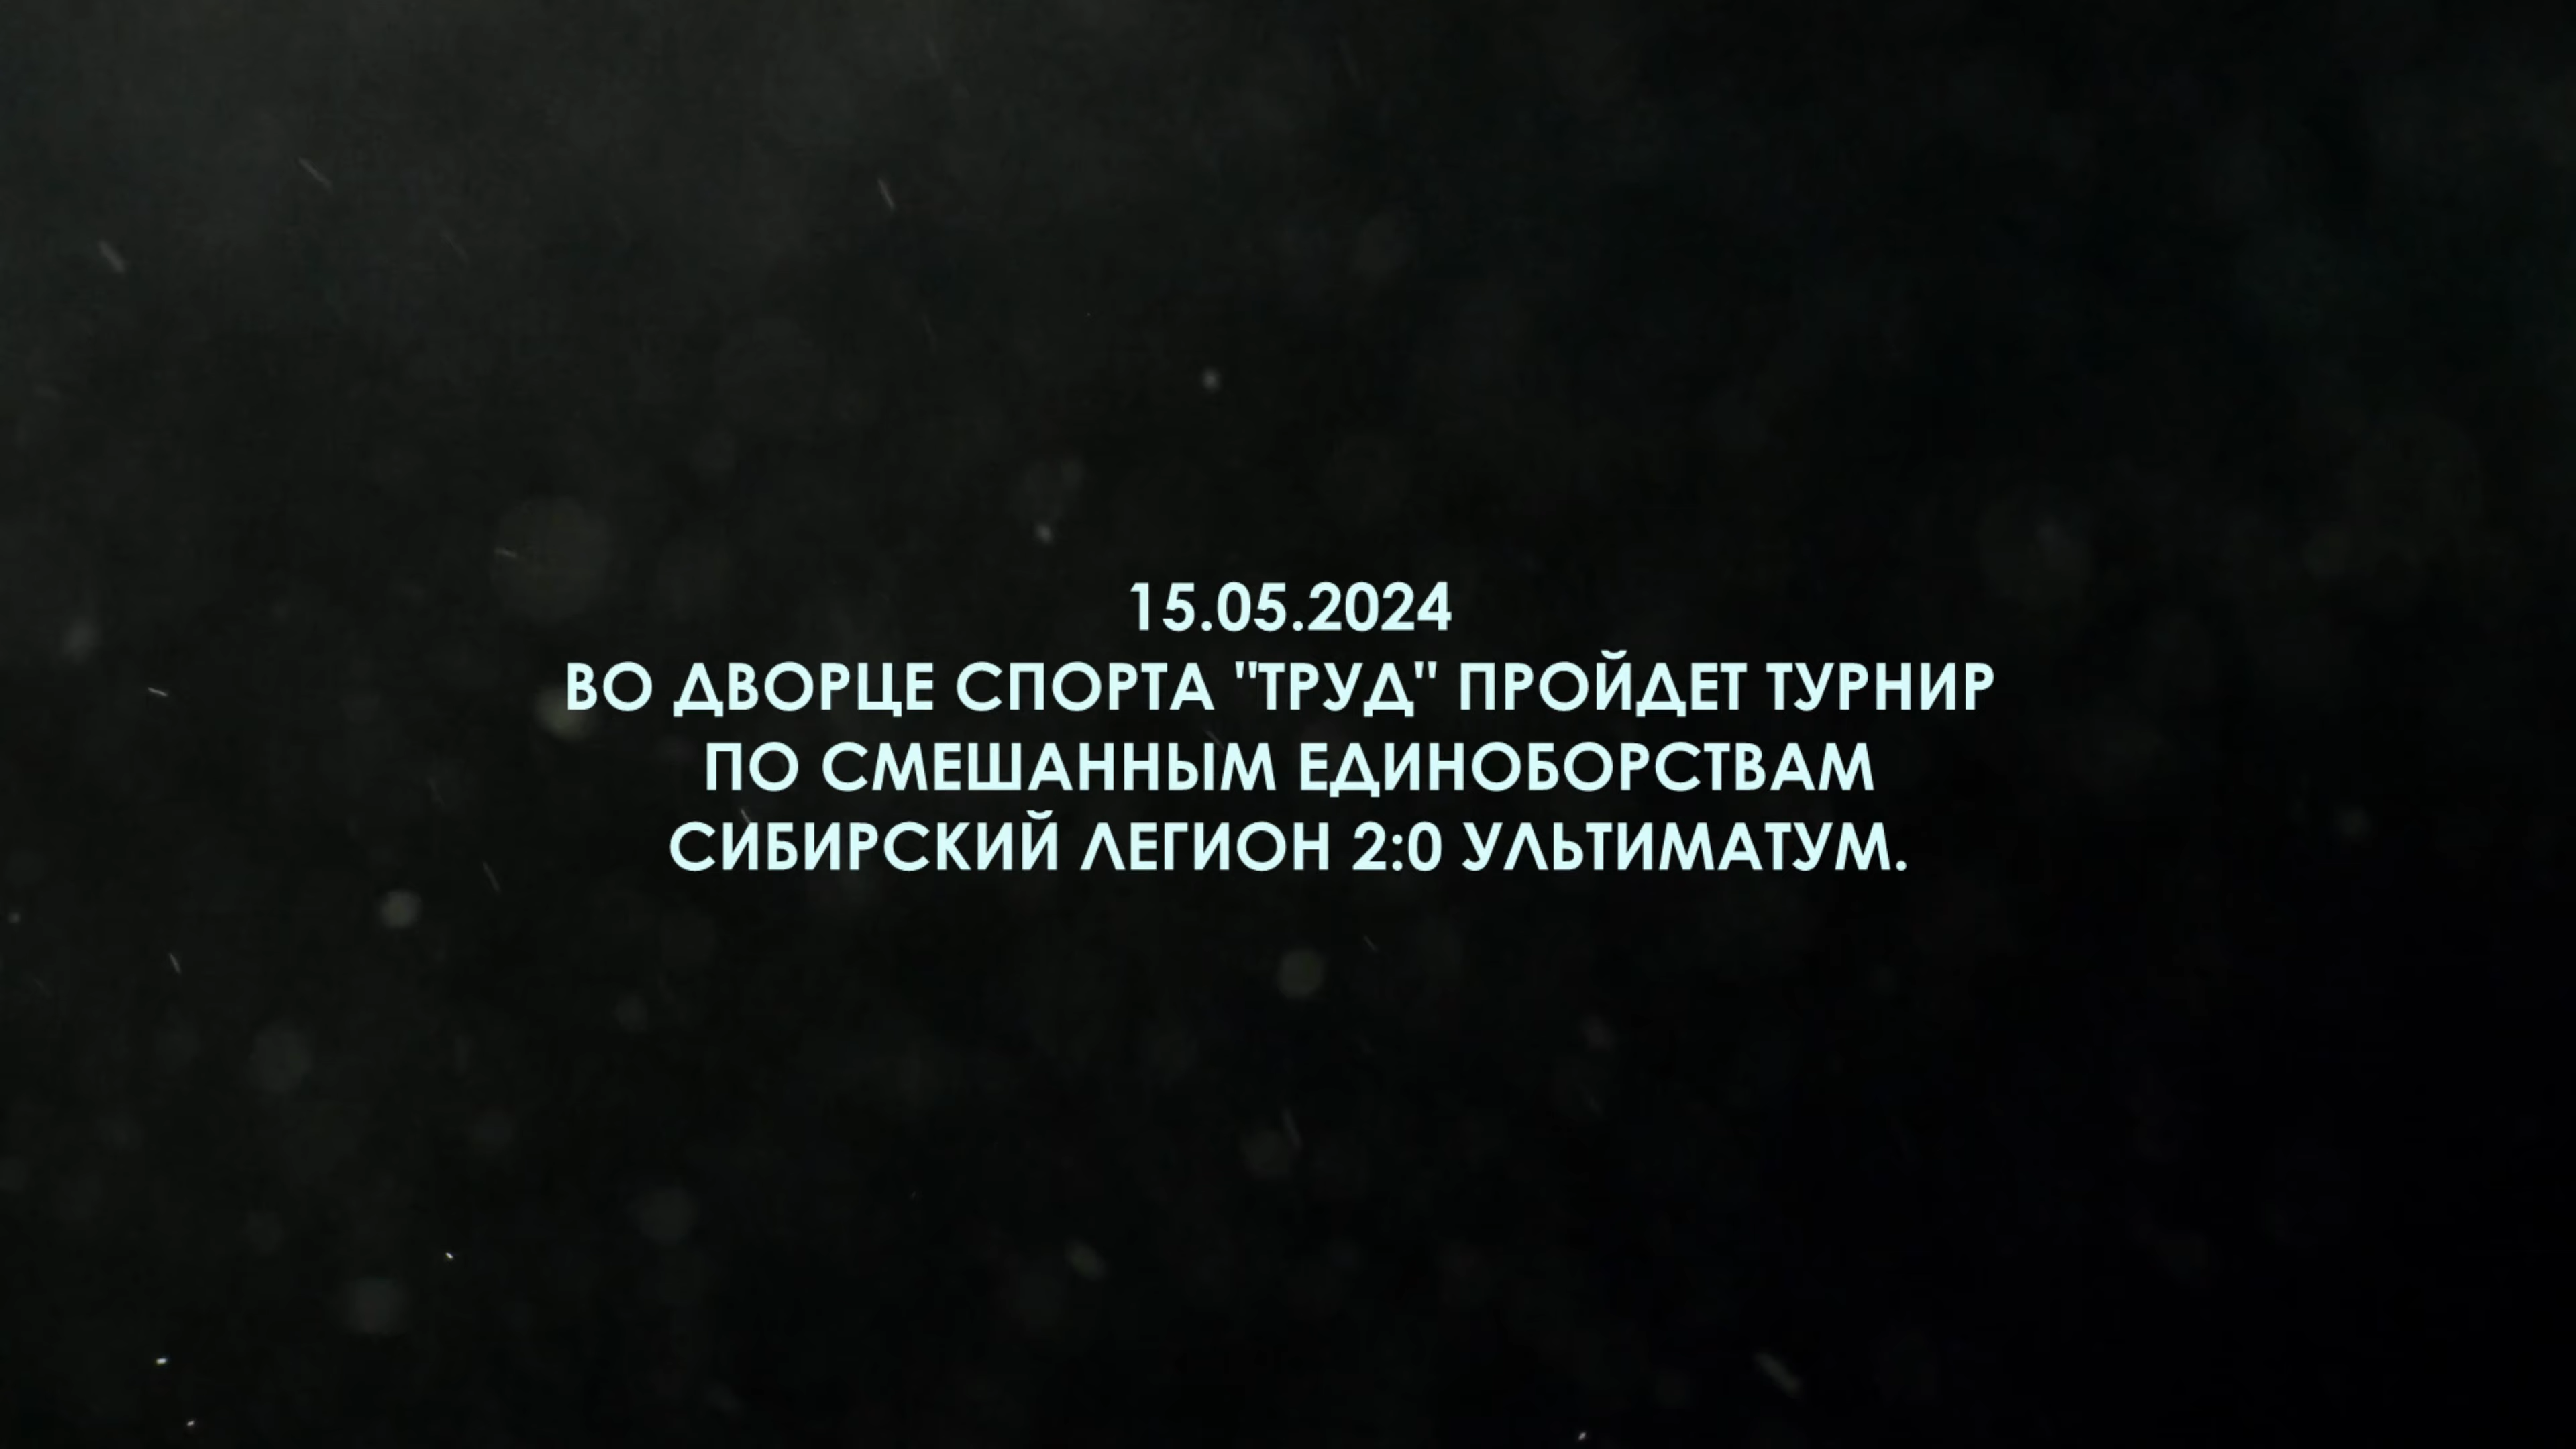 15.05.2024
ВО ДВОРЦЕ СПОРТА "ТРУД" ПРОЙДЕТ ТУРНИР
ПО СМЕШАННЫМ ЕДИНОБОРСТВАМ
СИБИРСКИЙ ЛЕГИОН 2:0 УЛЬТИМАТУМ.